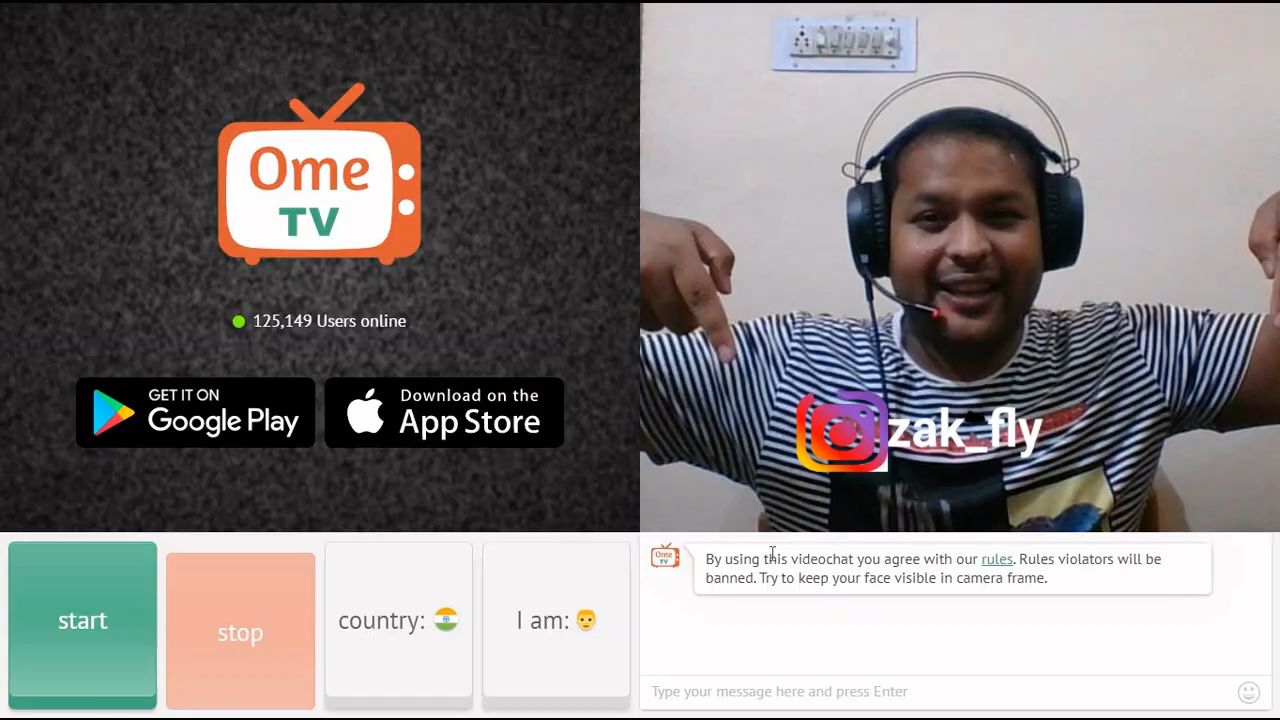 Ome
TV
125,149 Users online
GET IT ON
Google Play
Download on the
App Store
zak_fly
start
stop
country:
I am:
Ome
TV
By using this videochat you agree with our rules. Rules violators will be
banned. Try to keep your face visible in camera frame.
Type your message here and press Enter